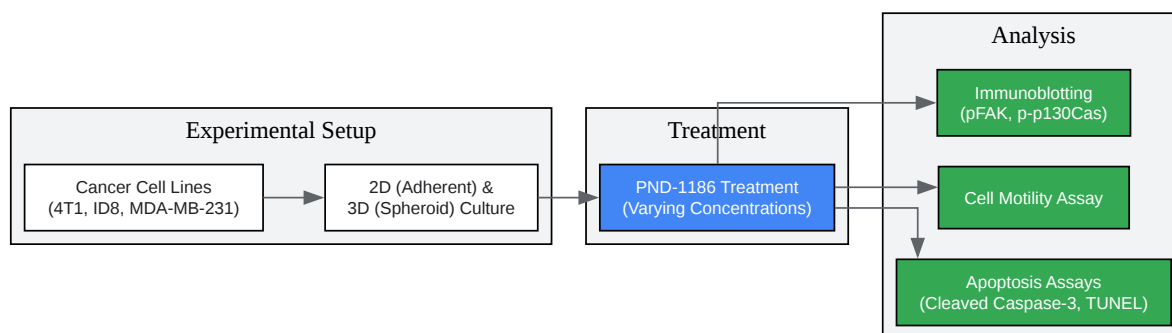 Experimental Setup
Cancer Cell Lines
(4T1, ID8, MDA-MB-231)
2D (Adherent) &
3D (Spheroid) Culture
Treatment
PND-1186 Treatment
(Varying Concentrations)
Analysis
Immunoblotting
(pFAK, p-p130Cas)
Cell Motility Assay
Apoptosis Assays
(Cleaved Caspase-3, TUNEL)